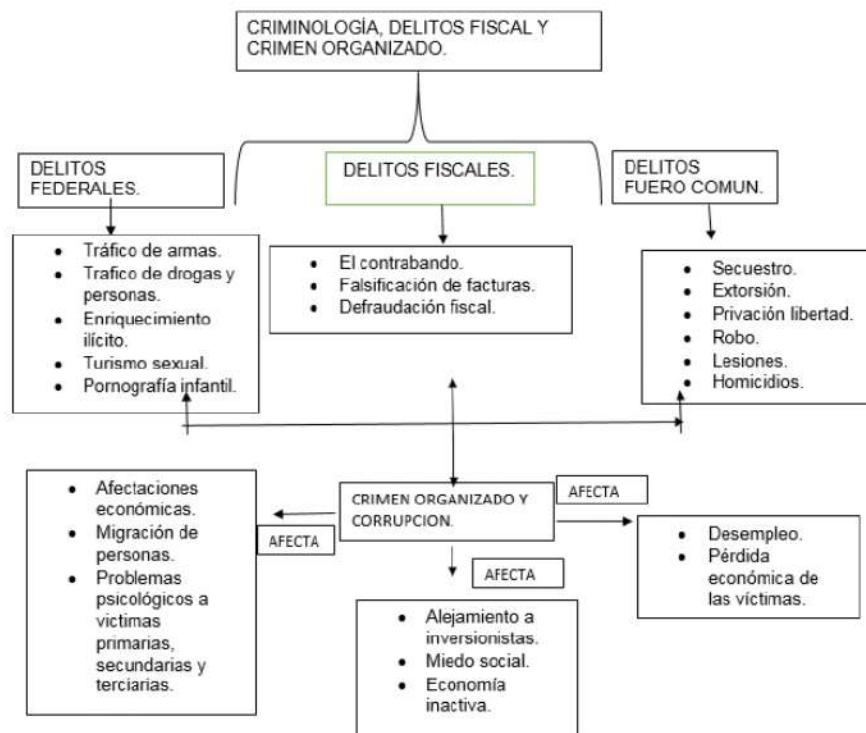 CRIMINOLOGÍA, DELITOS FISCAL Y
CRIMEN ORGANIZADO.
DELITOS
FEDERALES.
DELITOS FISCALES.
DELITOS
FUERO COMUN.
• Tráfico de armas.
• Trafico de drogas y
personas.
• Enriquecimiento
ilícito.
• Turismo sexual.
• Pornografía infantil.
• El contrabando.
• Falsificación de facturas.
• Defraudación fiscal.
• Secuestro.
• Extorsión.
• Privación libertad.
• Robo.
• Lesiones.
• Homicidios.
• Afectaciones
económicas.
• Migración de
personas.
• Problemas
psicológicos a
victimas
primarias,
secundarias y
terciarias.
AFECTA
CRIMEN ORGANIZADO Y
CORRUPCION.
AFECTA
AFECTA
• Desempleo.
• Pérdida
económica de
las víctimas.
• Alejamiento a
inversionistas.
• Miedo social.
• Economía
inactiva.